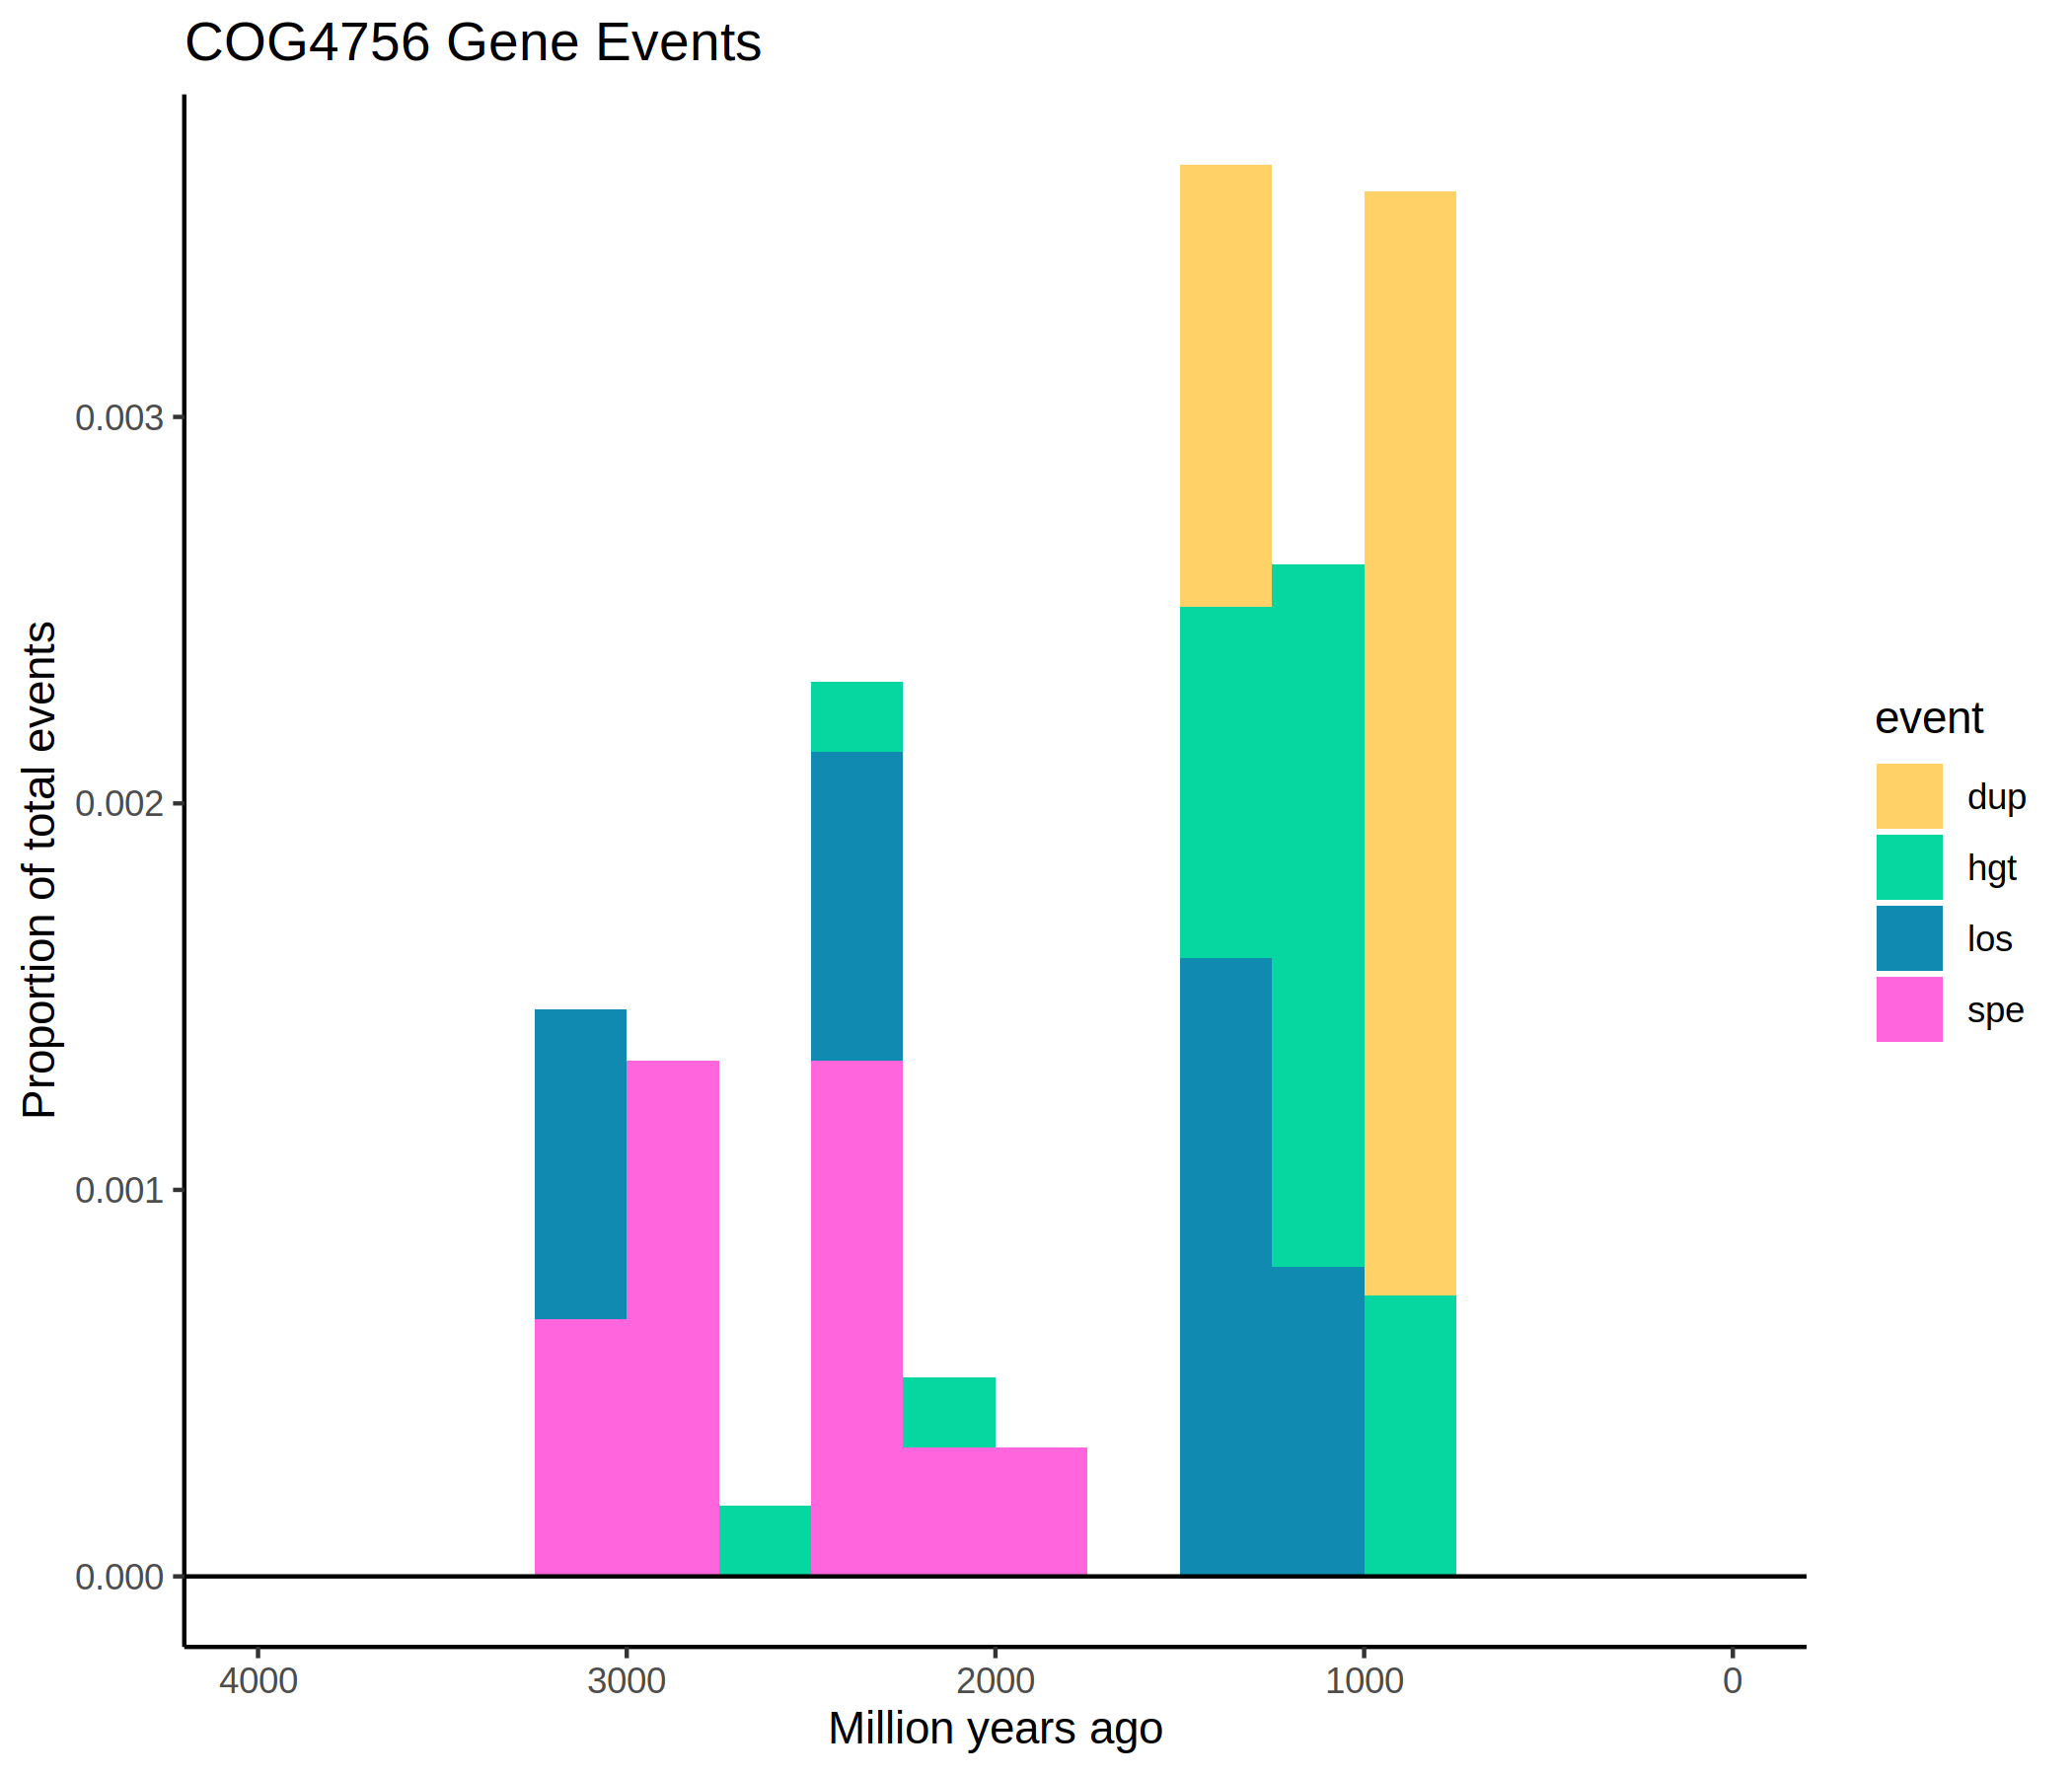 COG4756 Gene Events
Proportion of total events
0.003
0.002
0.001
0.000
4000 3000 2000 1000 0
Million years ago
event
dup
hgt
los
spe